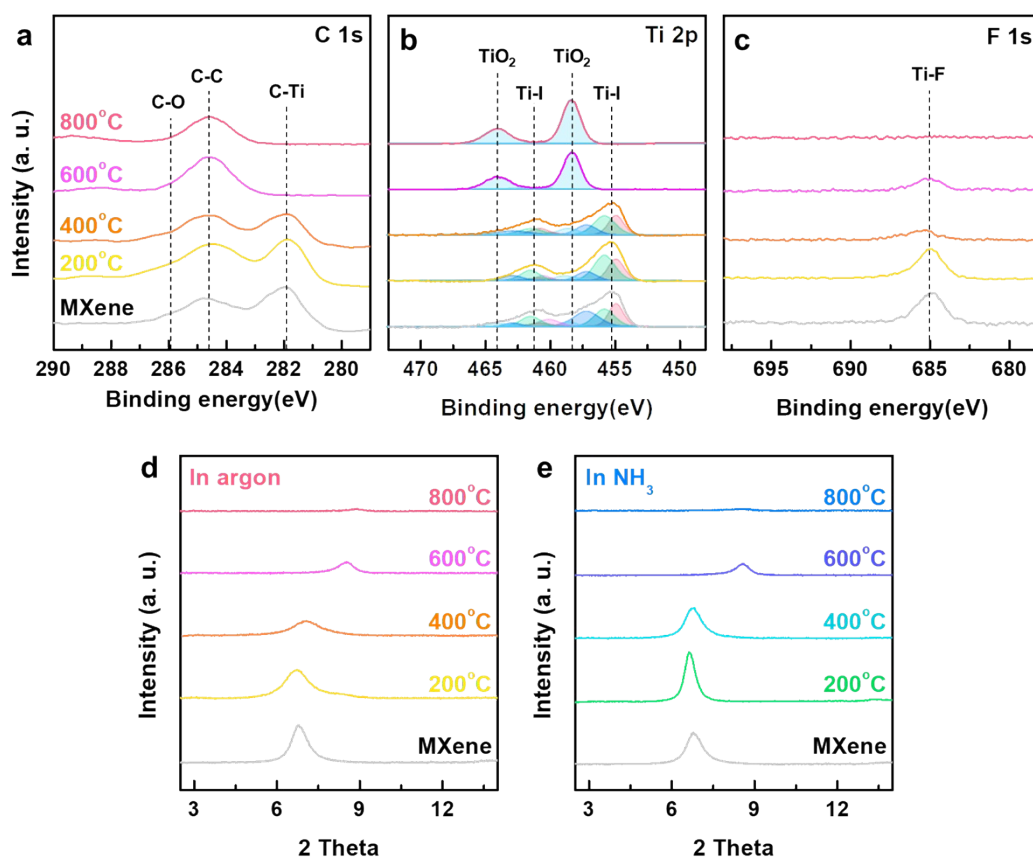 a
C 1s
C-O
C-C
C-Ti
800°C
600°C
400°C
200°C
MXene
Intensity (a. u.)
290 288 286 284 282 280
Binding energy(eV)
b
Ti 2p
TiO₂
Ti-I
TiO₂
Ti-I
470 465 460 455 450
Binding energy(eV)
c
F 1s
Ti-F
695 690 685 680
Binding energy(eV)
d
In argon
800°C
600°C
400°C
200°C
MXene
Intensity (a. u.)
3 6 9 12
2 Theta
e
In NH₃
800°C
600°C
400°C
200°C
MXene
Intensity (a. u.)
3 6 9 12
2 Theta